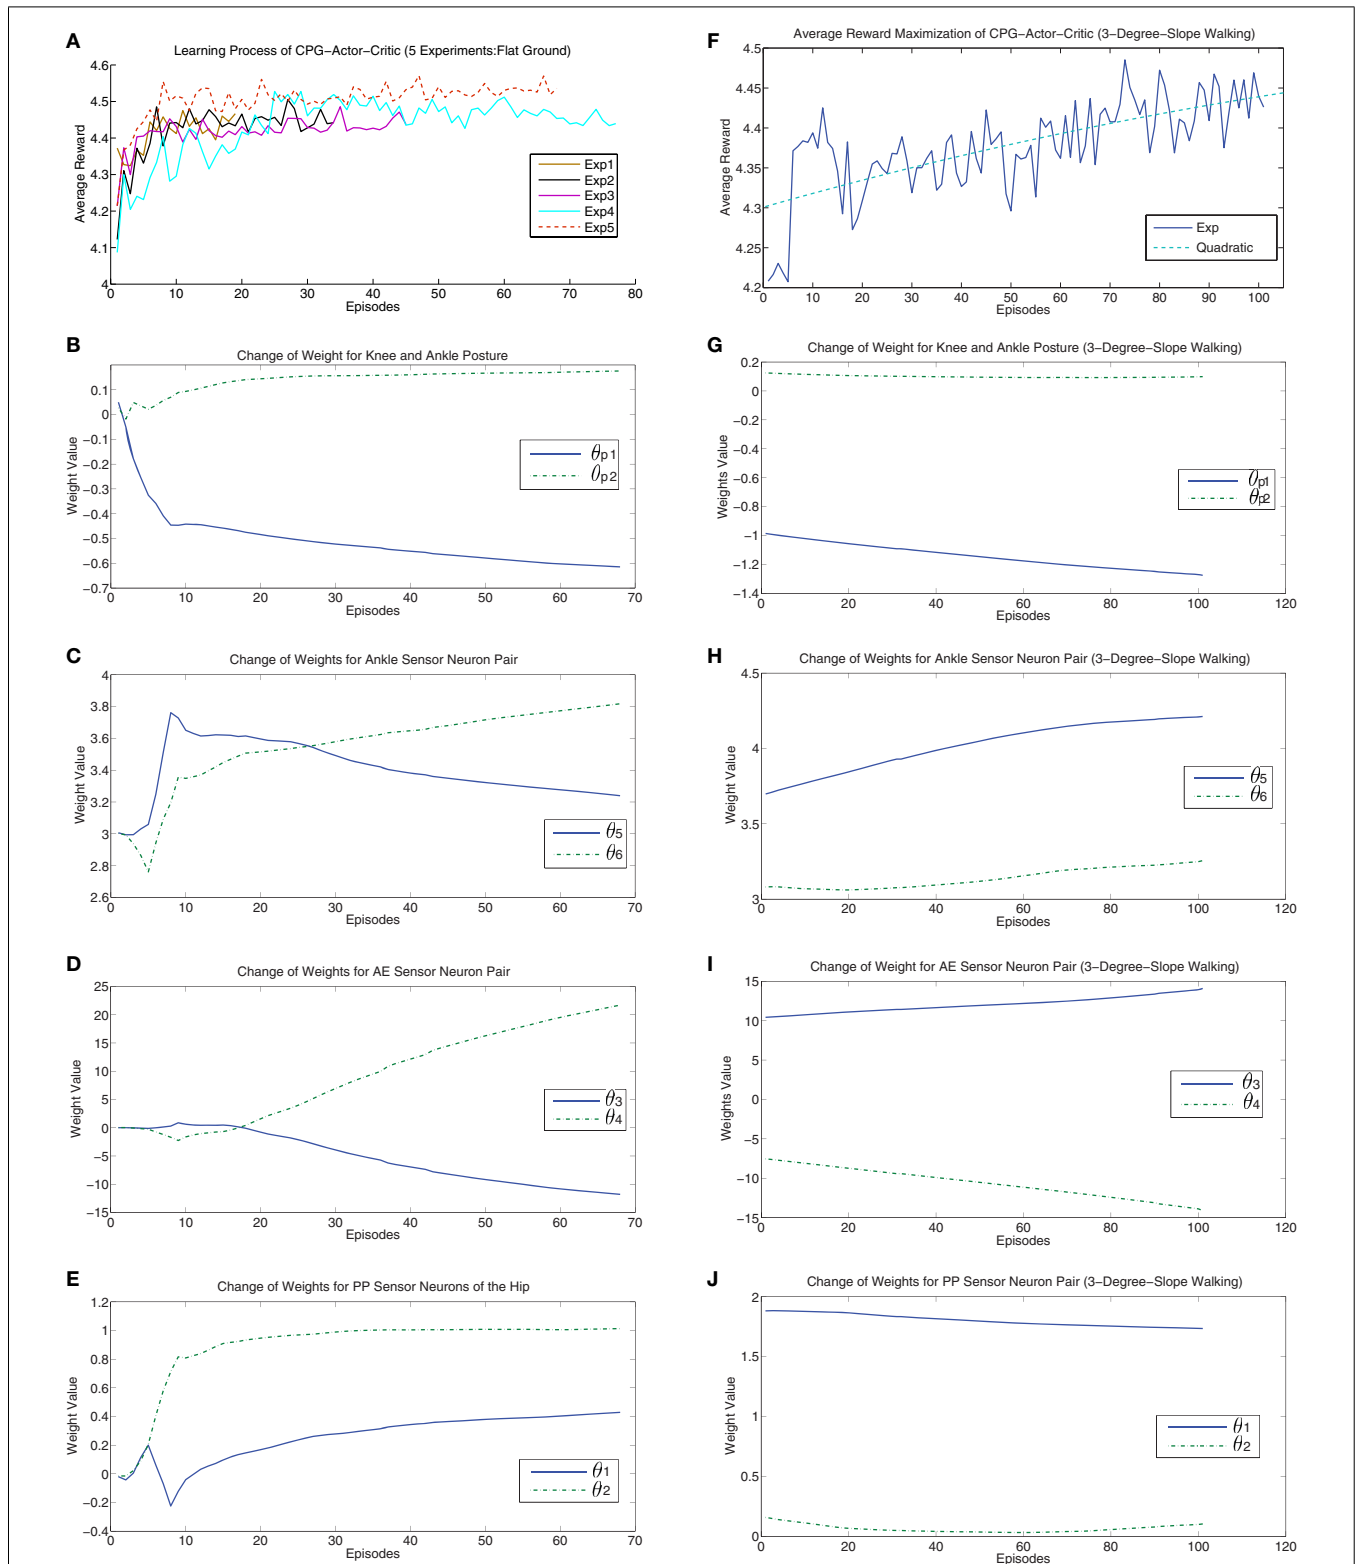 A
Learning Process of CPG−Actor−Critic (5 Experiments:Flat Ground)
4.6
4.5
4.4
4.3
4.2
4.1
4
Average Reward
Exp1
Exp2
Exp3
Exp4
Exp5
0 10 20 30 40 50 60 70 80
Episodes
B
Change of Weight for Knee and Ankle Posture
0.1
0
−0.1
−0.2
−0.3
−0.4
−0.5
−0.6
−0.7
Weight Value
θp1
θp2
0 10 20 30 40 50 60 70
Episodes
C
Change of Weights for Ankle Sensor Neuron Pair
4
3.8
3.6
3.4
3.2
3
2.8
2.6
Weight Value
θ5
θ6
0 10 20 30 40 50 60 70
Episodes
D
Change of Weights for AE Sensor Neuron Pair
25
20
15
10
5
0
−5
−10
−15
Weight Value
θ3
θ4
0 10 20 30 40 50 60 70
Episodes
E
Change of Weights for PP Sensor Neurons of the Hip
1.2
1
0.8
0.6
0.4
0.2
0
−0.2
−0.4
Weight Value
θ1
θ2
0 10 20 30 40 50 60 70
Episodes
F
Average Reward Maximization of CPG−Actor−Critic (3−Degree−Slope Walking)
4.5
4.45
4.4
4.35
4.3
4.25
4.2
Average Reward
Exp
Quadratic
0 10 20 30 40 50 60 70 80 90 100
Episodes
G
Change of Weight for Knee and Ankle Posture (3−Degree−Slope Walking)
0.2
0
−0.2
−0.4
−0.6
−0.8
−1
−1.2
−1.4
Weights Value
θp1
θp2
0 20 40 60 80 100 120
Episodes
H
Change of Weights for Ankle Sensor Neuron Pair (3−Degree−Slope Walking)
4.5
4
3.5
3
Weight Value
θ5
θ6
0 20 40 60 80 100 120
Episodes
I
Change of Weight for AE Sensor Neuron Pair (3−Degree−Slope Walking)
15
10
5
0
−5
−10
−15
Weights Value
θ3
θ4
0 20 40 60 80 100 120
Episodes
J
Change of Weights for PP Sensor Neuron Pair (3−Degree−Slope Walking)
2
1.5
1
0.5
0
Weight Value
θ1
θ2
0 20 40 60 80 100 120
Episodes